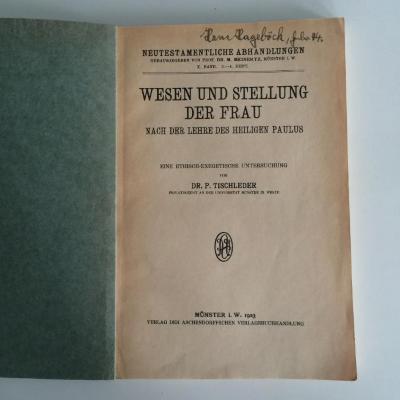 NEUTESTAMENTLICHE ABHANDLUNGEN
HERAUSGEGEBEN VON PROF. DR. M. MEINERTZ, MÜNSTER I. W.
X. BAND. 3.—4. HEFT.
WESEN UND STELLUNG
DER FRAU
NACH DER LEHRE DES HEILIGEN PAULUS
EINE ETHISCH-EXEGETISCHE UNTERSUCHUNG
VON
DR. P. TISCHLEDER
PRIVATDOZENT AN DER UNIVERSITÄT MÜNSTER IN WESTF.
MÜNSTER i. W. 1923
VERLAG DER ASCHENDORFFSCHEN VERLAGSBUCHHANDLUNG